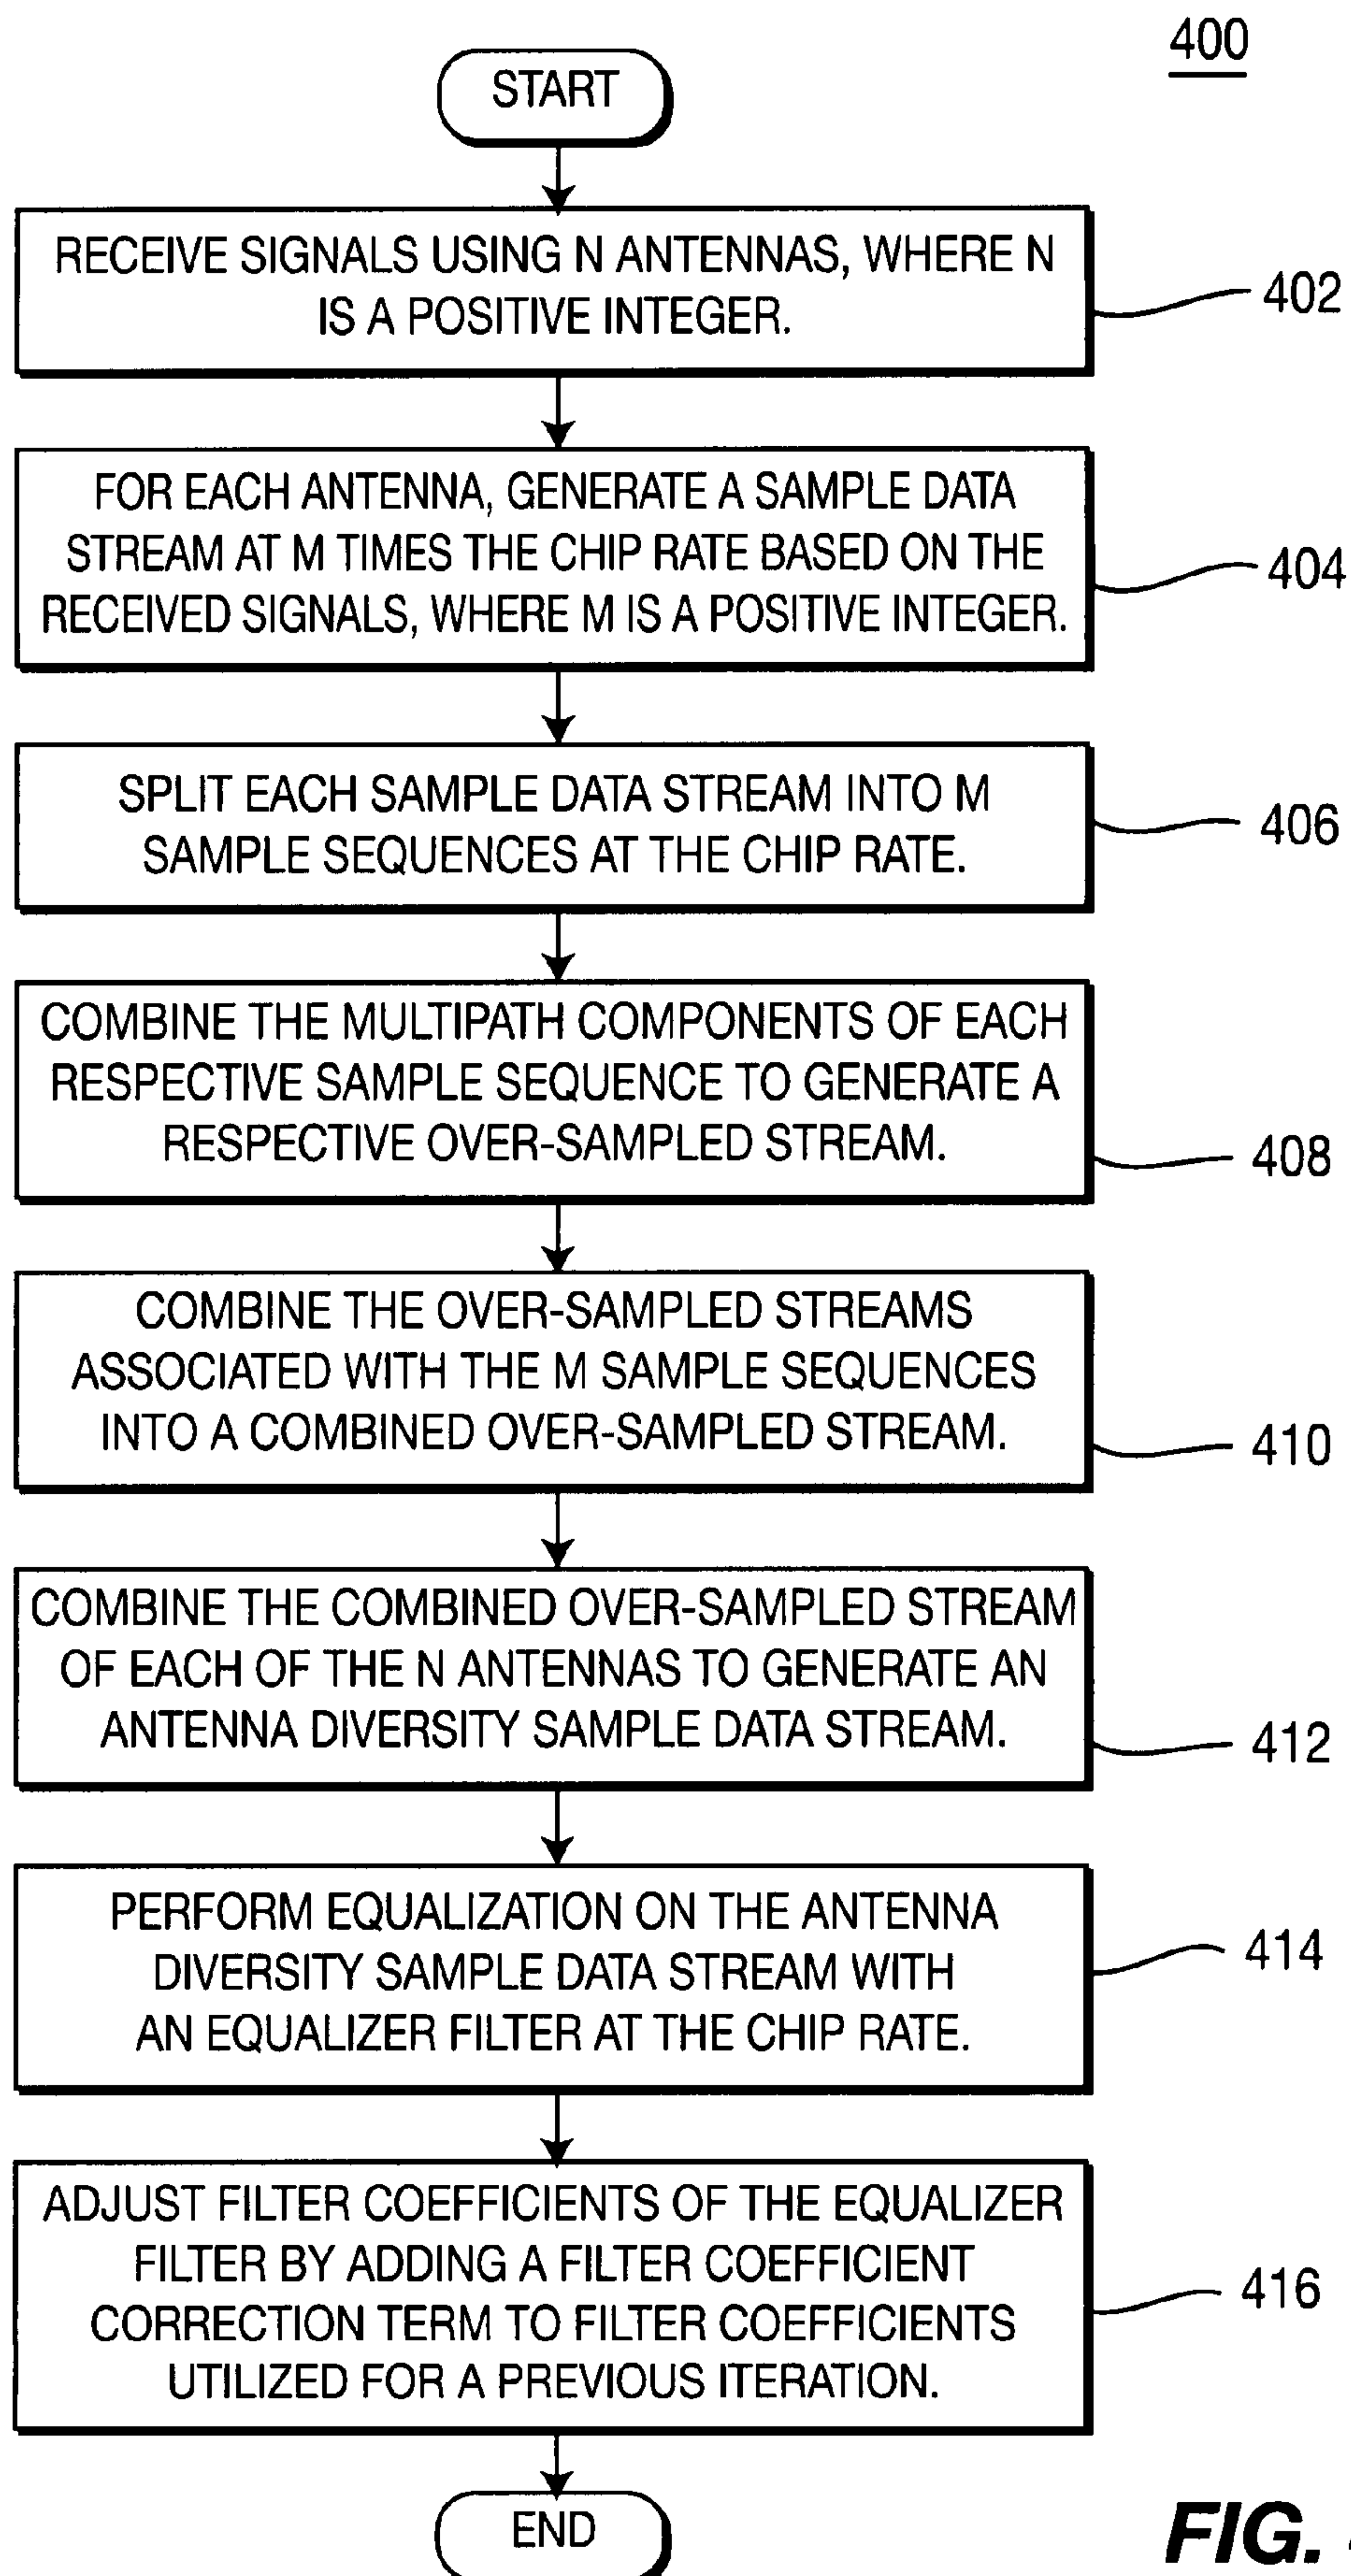 400
START
RECEIVE SIGNALS USING N ANTENNAS, WHERE N
IS A POSITIVE INTEGER.
402
FOR EACH ANTENNA, GENERATE A SAMPLE DATA
STREAM AT M TIMES THE CHIP RATE BASED ON THE
RECEIVED SIGNALS, WHERE M IS A POSITIVE INTEGER.
404
SPLIT EACH SAMPLE DATA STREAM INTO M
SAMPLE SEQUENCES AT THE CHIP RATE.
406
COMBINE THE MULTIPATH COMPONENTS OF EACH
RESPECTIVE SAMPLE SEQUENCE TO GENERATE A
RESPECTIVE OVER-SAMPLED STREAM.
408
COMBINE THE OVER-SAMPLED STREAMS
ASSOCIATED WITH THE M SAMPLE SEQUENCES
INTO A COMBINED OVER-SAMPLED STREAM.
410
COMBINE THE COMBINED OVER-SAMPLED STREAM
OF EACH OF THE N ANTENNAS TO GENERATE AN
ANTENNA DIVERSITY SAMPLE DATA STREAM.
412
PERFORM EQUALIZATION ON THE ANTENNA
DIVERSITY SAMPLE DATA STREAM WITH
AN EQUALIZER FILTER AT THE CHIP RATE.
414
ADJUST FILTER COEFFICIENTS OF THE EQUALIZER
FILTER BY ADDING A FILTER COEFFICIENT
CORRECTION TERM TO FILTER COEFFICIENTS
UTILIZED FOR A PREVIOUS ITERATION.
416
END
FIG.